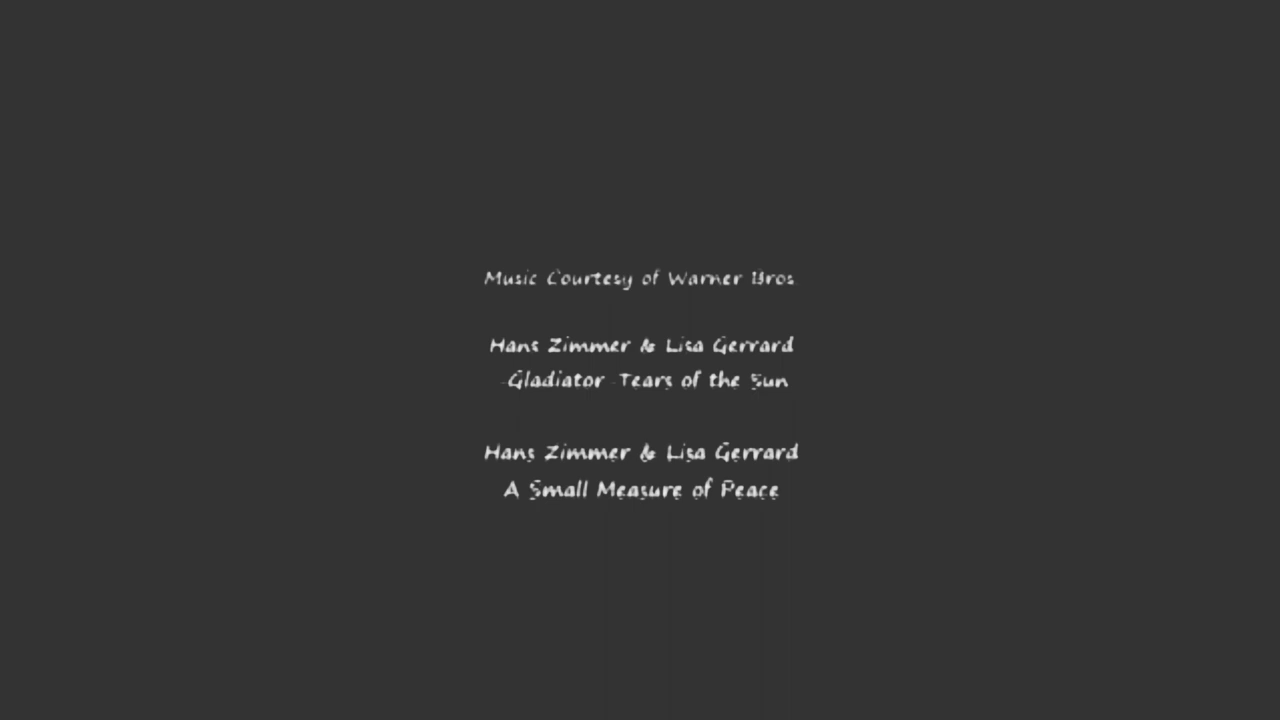 Music Courtesy of Warner Bros.
Hans Zimmer & Lisa Gerrard
-Gladiator -Tears of the Sun
Hans Zimmer & Lisa Gerrard
A Small Measure of Peace